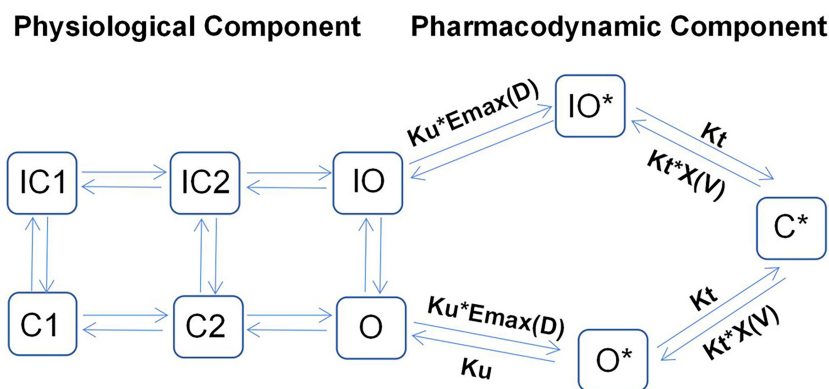 Physiological Component
Pharmacodynamic Component
IO*
Ku*Emax(D)
Kt
Kt*X(V)
IC1
IC2
IO
C*
C1
C2
O
Ku*Emax(D)
Ku
O*
Kt
Kt*X(V)